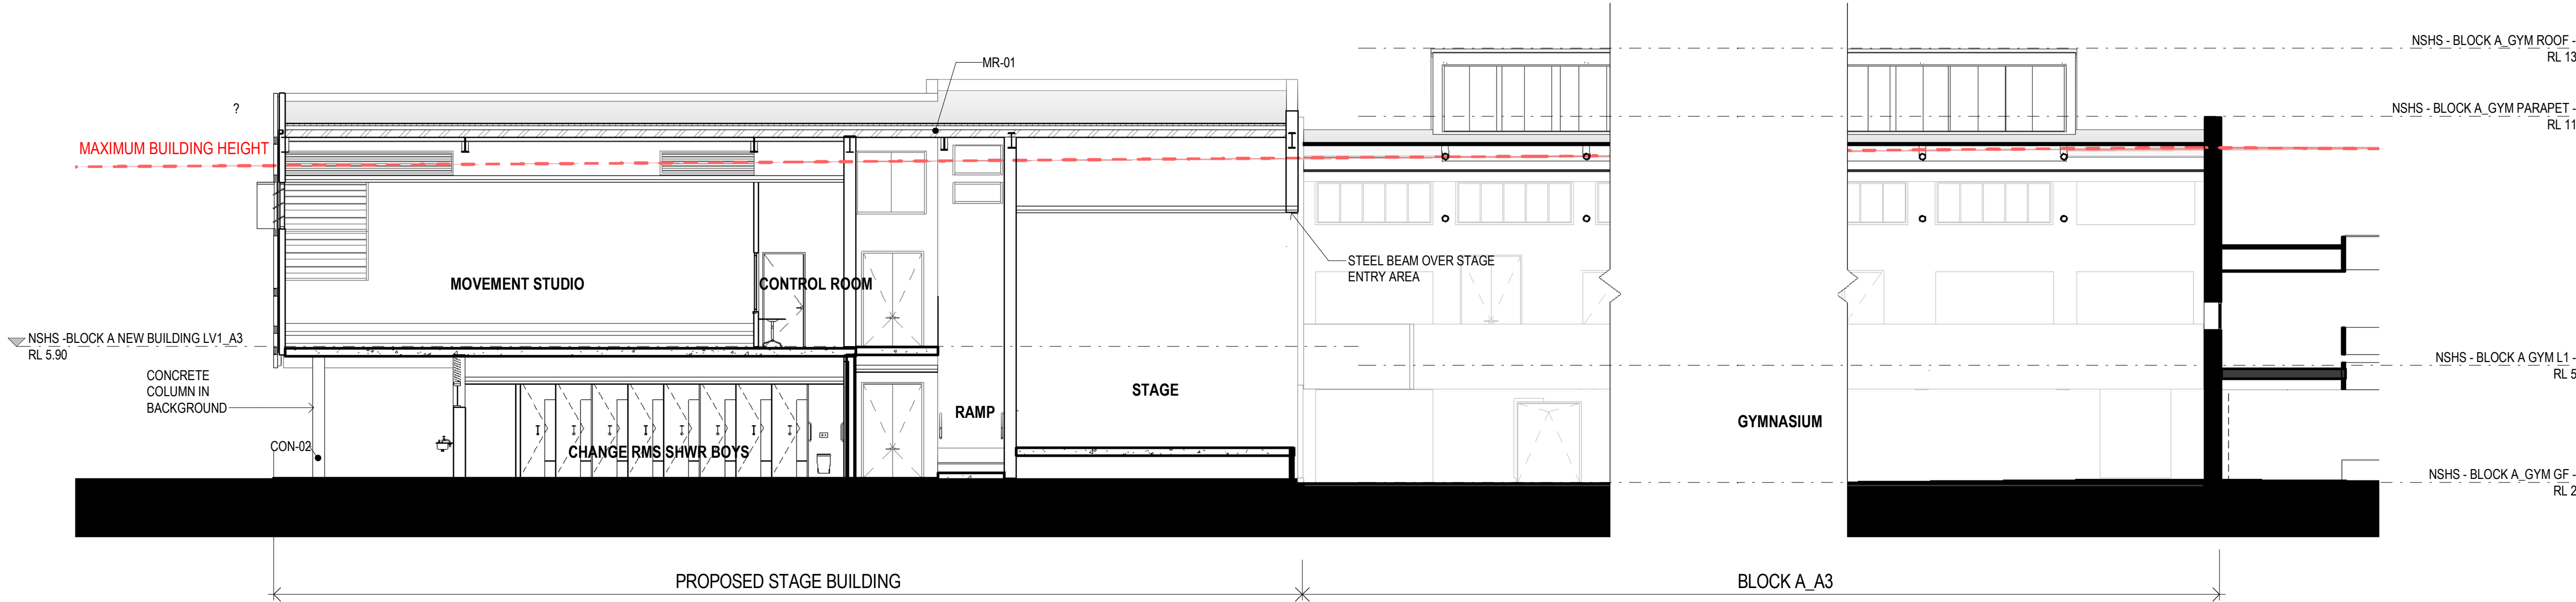 NSHS - BLOCK A_GYM ROOF -
RL 13
MR-01
?
NSHS - BLOCK A_GYM PARAPET -
RL 11
MAXIMUM BUILDING HEIGHT
STEEL BEAM OVER STAGE
ENTRY AREA
MOVEMENT STUDIO
CONTROL ROOM
NSHS -BLOCK A NEW BUILDING LV1_A3
RL 5.90
NSHS - BLOCK A GYM L1 -
RL 5
CONCRETE
COLUMN IN
BACKGROUND
STAGE
RAMP
GYMNASIUM
CON-02
CHANGE RMS SHWR BOYS
NSHS - BLOCK A_GYM GF -
RL 2
PROPOSED STAGE BUILDING
BLOCK A_A3